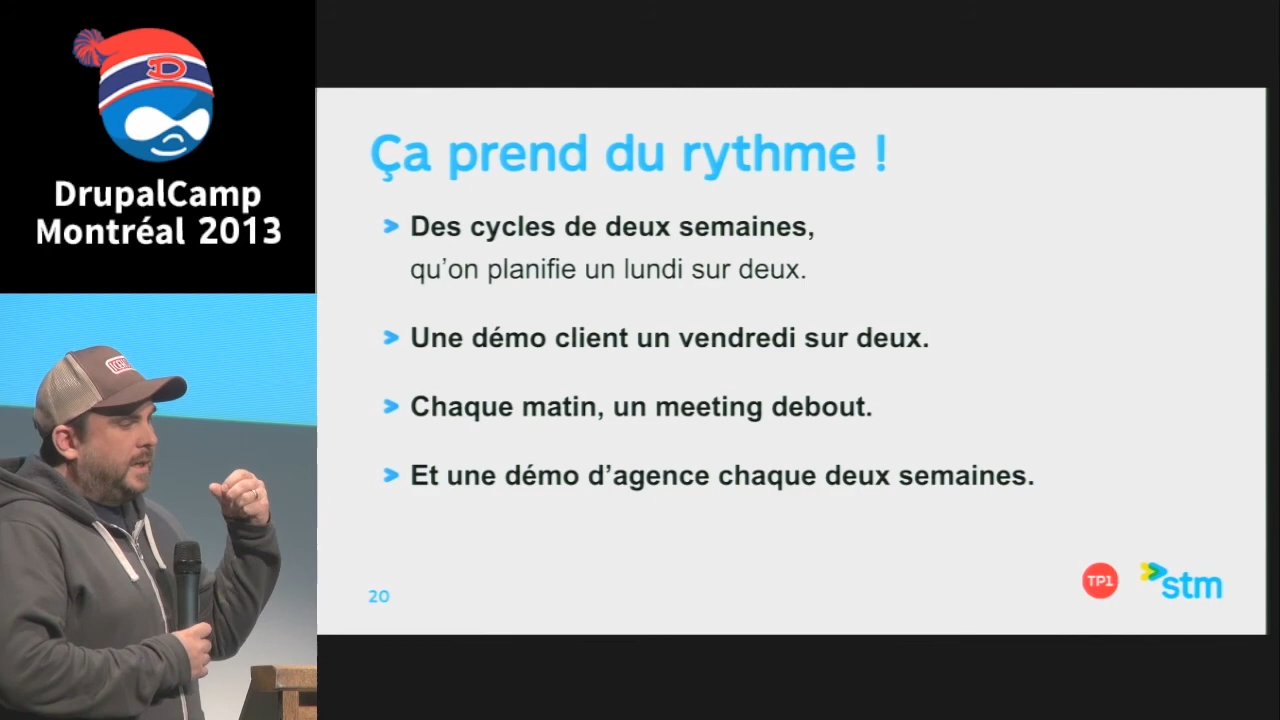 D
DrupalCamp
Montréal 2013
Ça prend du rythme !
Des cycles de deux semaines,
qu’on planifie un lundi sur deux.
Une démo client un vendredi sur deux.
Chaque matin, un meeting debout.
Et une démo d’agence chaque deux semaines.
20
TP1
stm